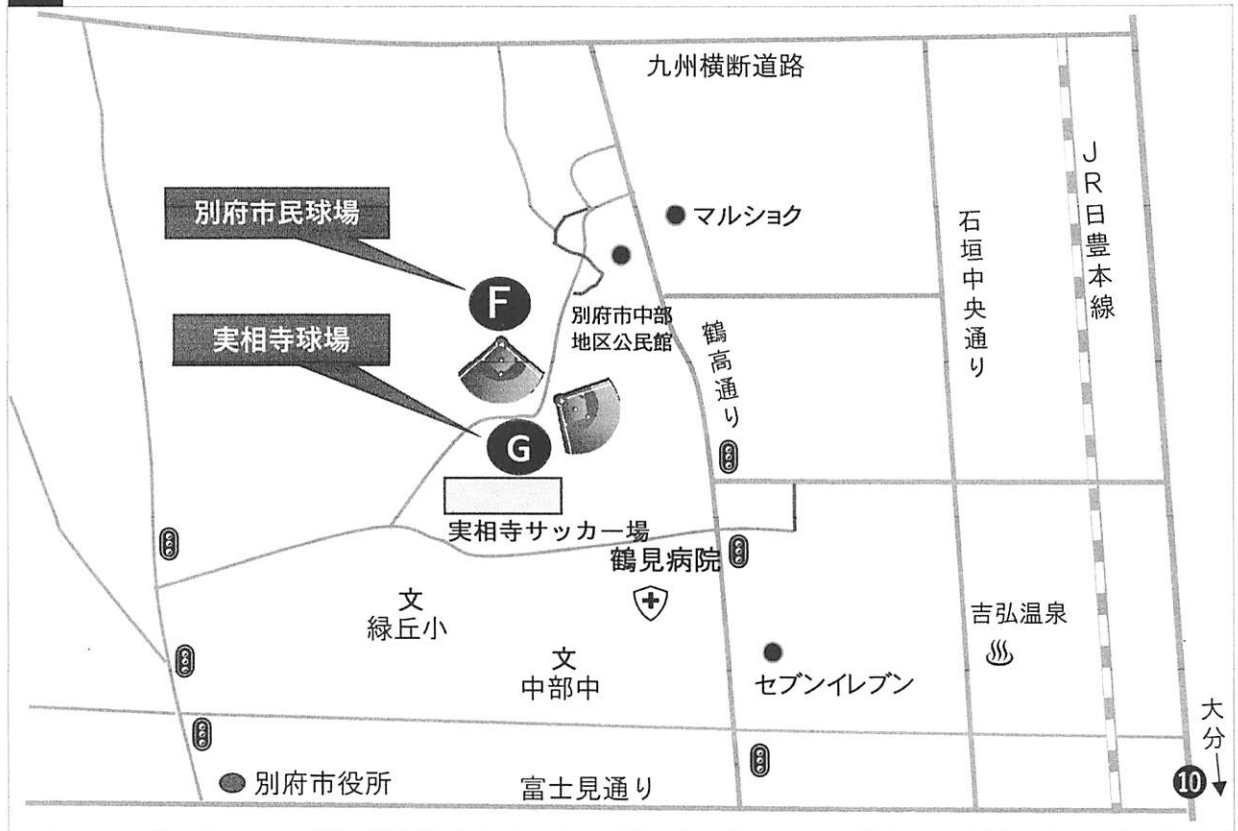 九州横断道路
別府市民球場
マルショク
JR日豊本線
石垣中央通り
F
実相寺球場
別府市中部
地区公民館
鶴高通り
G
実相寺サッカー場
鶴見病院
文
緑丘小
吉弘温泉
文
中部中
セブンイレブン
大分
別府市役所
富士見通り
10